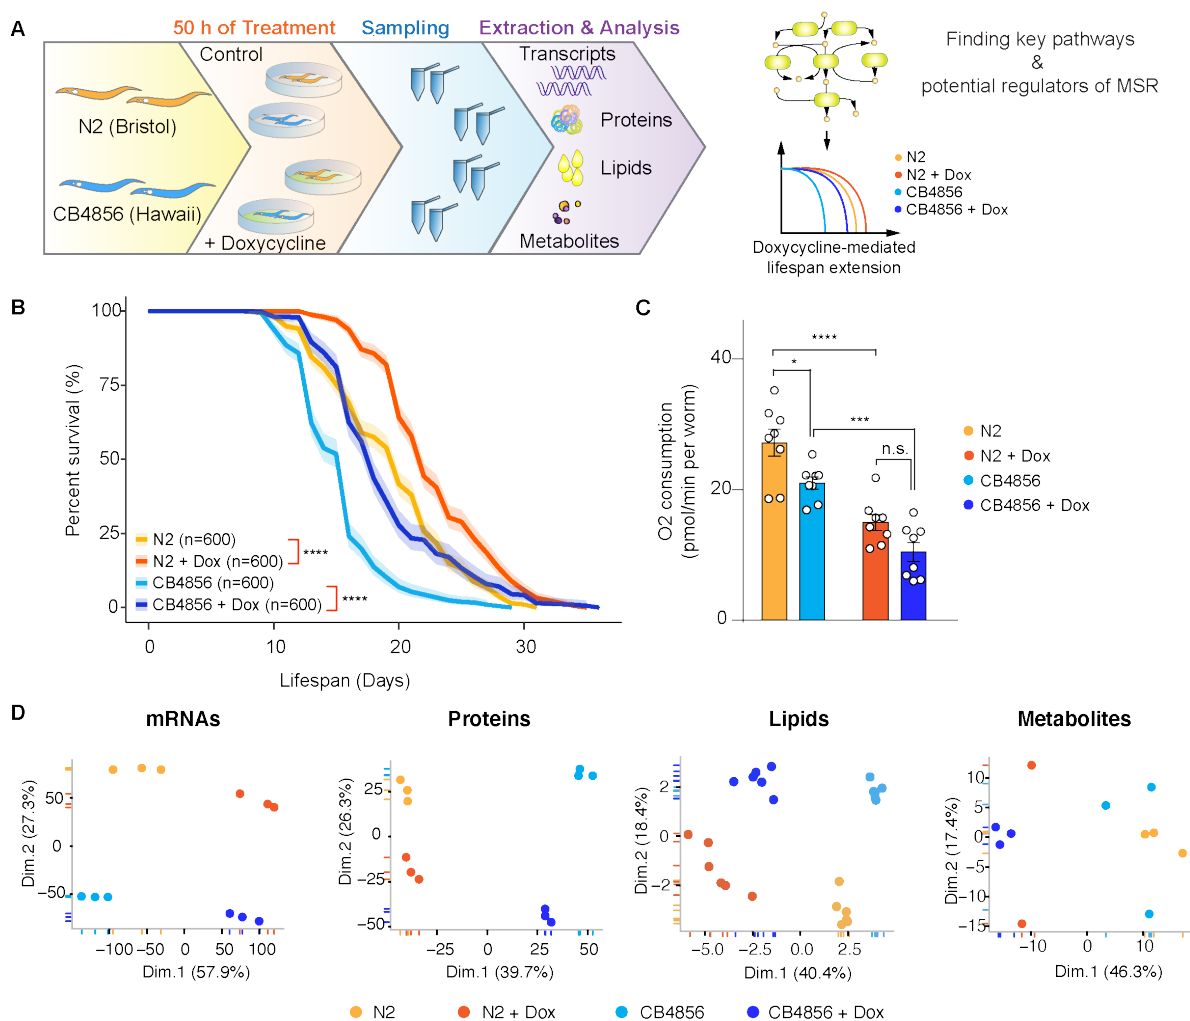 A
50 h of Treatment
Sampling
Extraction & Analysis
Control
Transcripts
N2 (Bristol)
Proteins
Lipids
CB4856 (Hawaii)
+ Doxycycline
Metabolites
Finding key pathways
&
potential regulators of MSR
N2
N2 + Dox
CB4856
CB4856 + Dox
Doxycycline-mediated
lifespan extension
B
Percent survival (%)
100
75
50
25
0
N2 (n=600)
N2 + Dox (n=600)
****
CB4856 (n=600)
CB4856 + Dox (n=600)
****
0
10
20
30
Lifespan (Days)
C
O2 consumption
(pmol/min per worm)
40
20
0
****
*
***
n.s.
N2
N2 + Dox
CB4856
CB4856 + Dox
D
mRNAs
Dim.2 (27.3%)
50
0
−50
−100
−50
0
50
100
Dim.1 (57.9%)
Proteins
Dim.2 (26.3%)
25
0
−25
−50
−25
0
25
50
Dim.1 (39.7%)
Lipids
Dim.2 (18.4%)
2
0
−2
−5.0
−2.5
0.0
2.5
Dim.1 (40.4%)
Metabolites
Dim.2 (17.4%)
10
5
0
−5
−10
−15
−10
0
10
Dim.1 (46.3%)
N2
N2 + Dox
CB4856
CB4856 + Dox